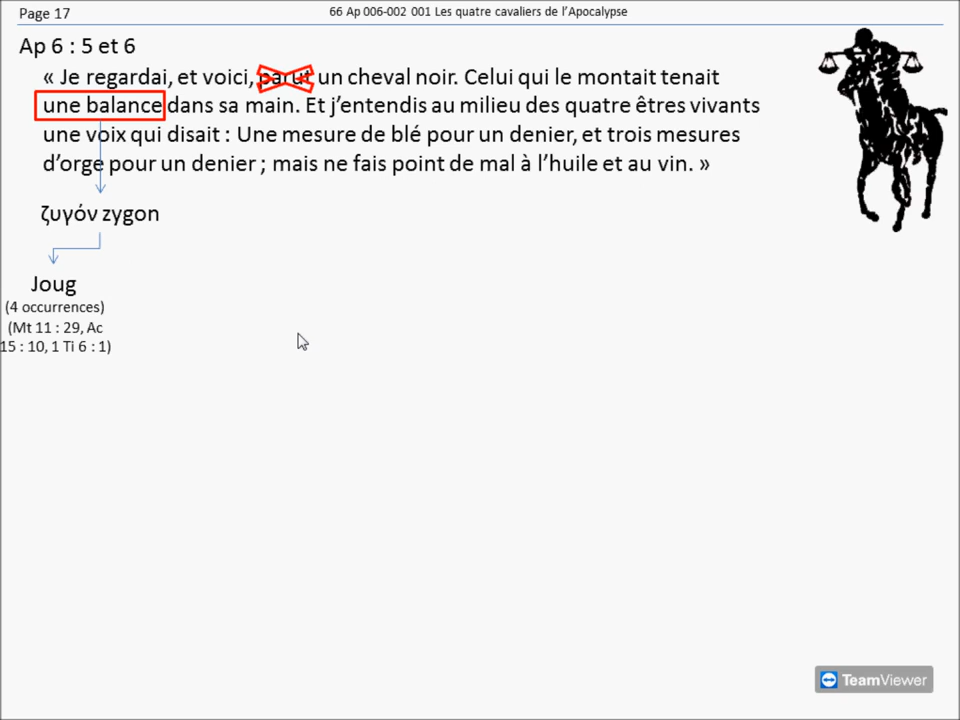 Page 17
66 Ap 006-002 001 Les quatre cavaliers de l’Apocalypse
Ap 6 : 5 et 6
« Je regardai, et voici, parut un cheval noir. Celui qui le montait tenait
une balance dans sa main. Et j’entendis au milieu des quatre êtres vivants
une voix qui disait : Une mesure de blé pour un denier, et trois mesures
d’orge pour un denier ; mais ne fais point de mal à l’huile et au vin. »
ζυγόν zygon
Joug
(4 occurrences)
(Mt 11 : 29, Ac
15 : 10, 1 Ti 6 : 1)
TeamViewer